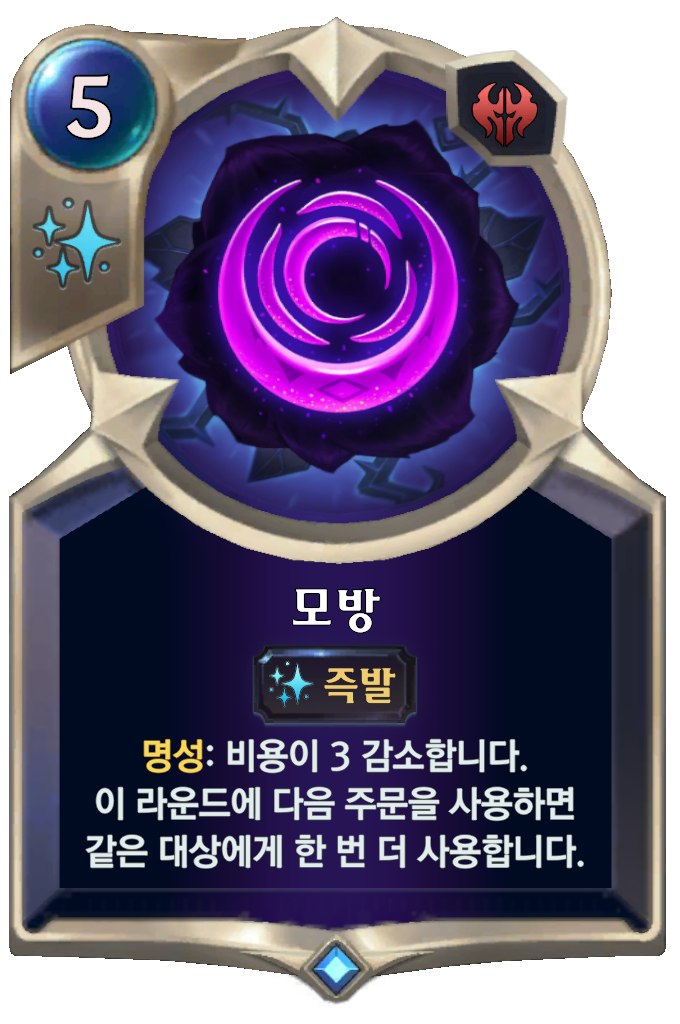 5
모방
즉발
명성: 비용이 3 감소합니다.
이 라운드에 다음 주문을 사용하면
같은 대상에게 한 번 더 사용합니다.